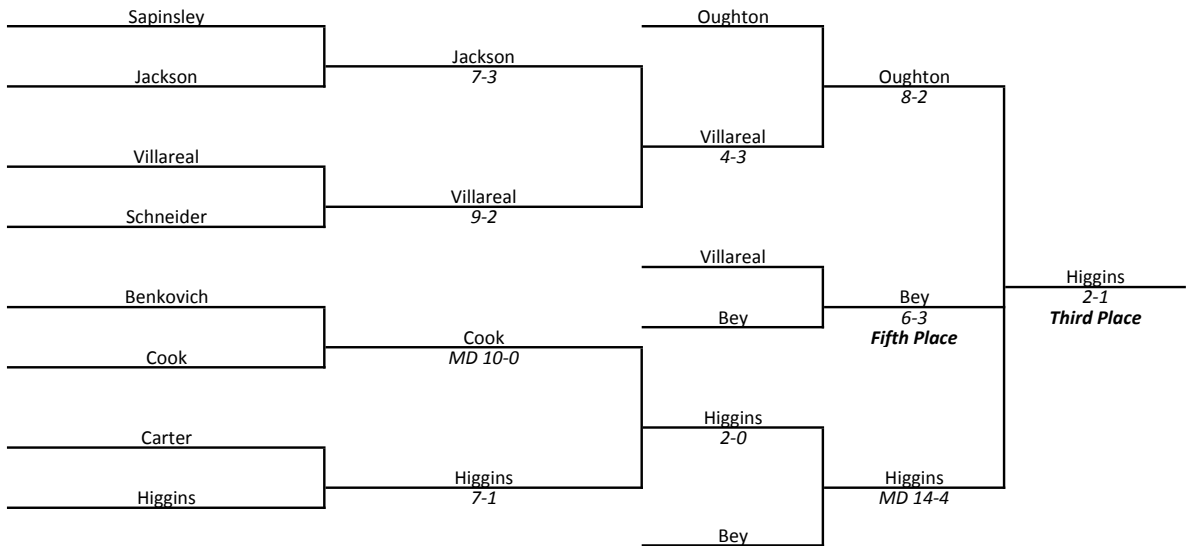 Sapinsley
Oughton
Jackson
7-3
Jackson
Oughton
8-2
Villareal
4-3
Villareal
Villareal
9-2
Schneider
Villareal
Higgins
2-1
Third Place
Benkovich
Bey
6-3
Fifth Place
Bey
Cook
MD 10-0
Cook
Higgins
2-0
Carter
Higgins
7-1
Higgins
MD 14-4
Higgins
Bey